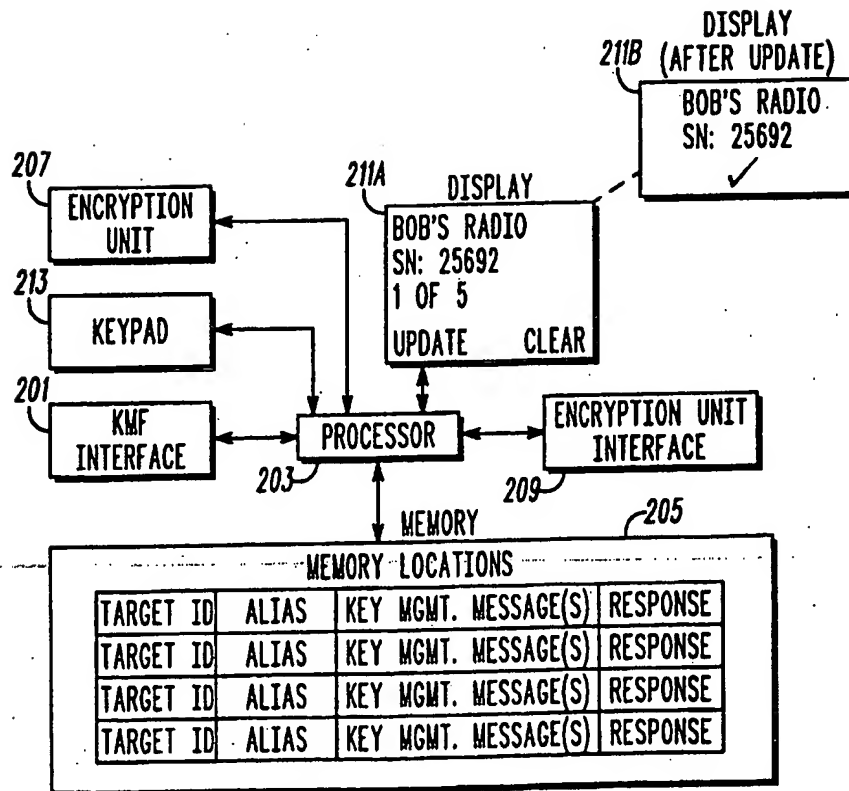 DISPLAY
(AFTER UPDATE)
211B
BOB'S RADIO
SN: 25692
207
ENCRYPTION
UNIT
211A
DISPLAY
BOB'S RADIO
SN: 25692
1 OF 5
UPDATE CLEAR
213
KEYPAD
201
KMF
INTERFACE
PROCESSOR
203
ENCRYPTION UNIT
INTERFACE
209
MEMORY
205
MEMORY LOCATIONS
TARGET ID ALIAS KEY MGMT. MESSAGE(S) RESPONSE
TARGET ID ALIAS KEY MGMT. MESSAGE(S) RESPONSE
TARGET ID ALIAS KEY MGMT. MESSAGE(S) RESPONSE
TARGET ID ALIAS KEY MGMT. MESSAGE(S) RESPONSE